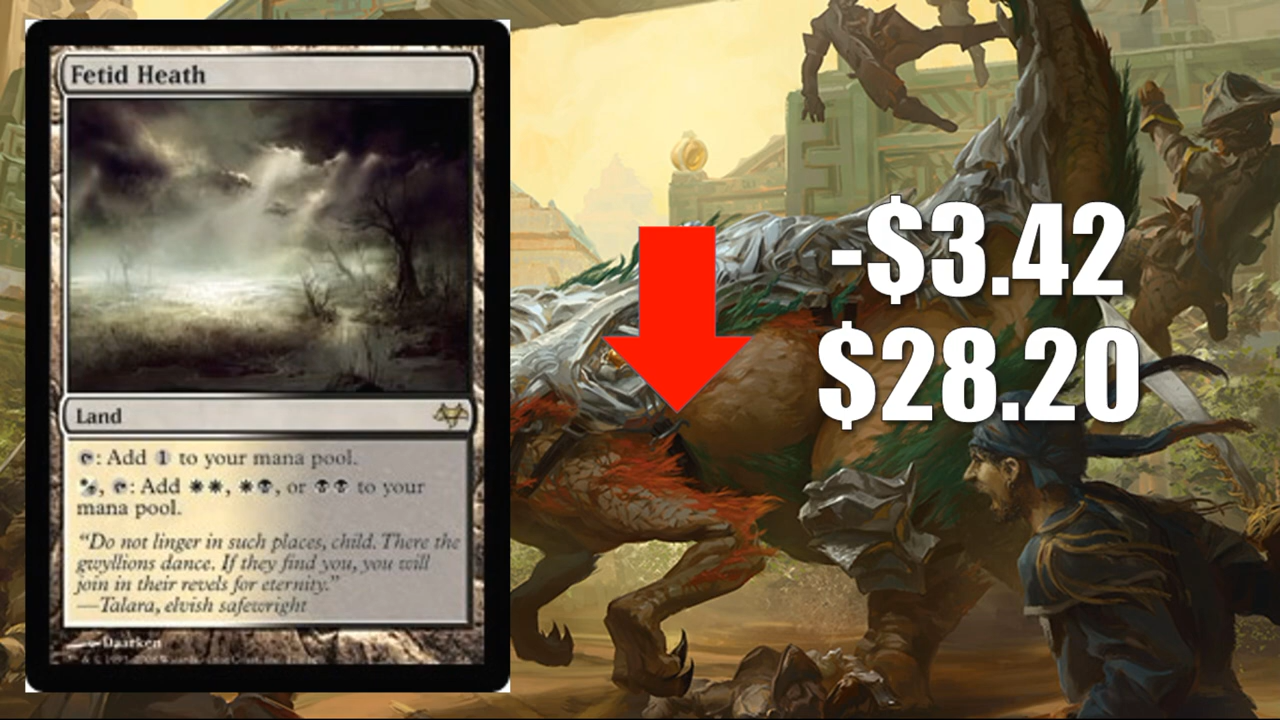 Fetid Heath
Land
: Add 1 to your mana pool.
, : Add , , or to your
mana pool.
"Do not linger in such places, child. There the
gwyllions dance. If they find you, you will
join in their revels for eternity."
—Talara, elvish safewright
Daarken
-$3.42
$28.20